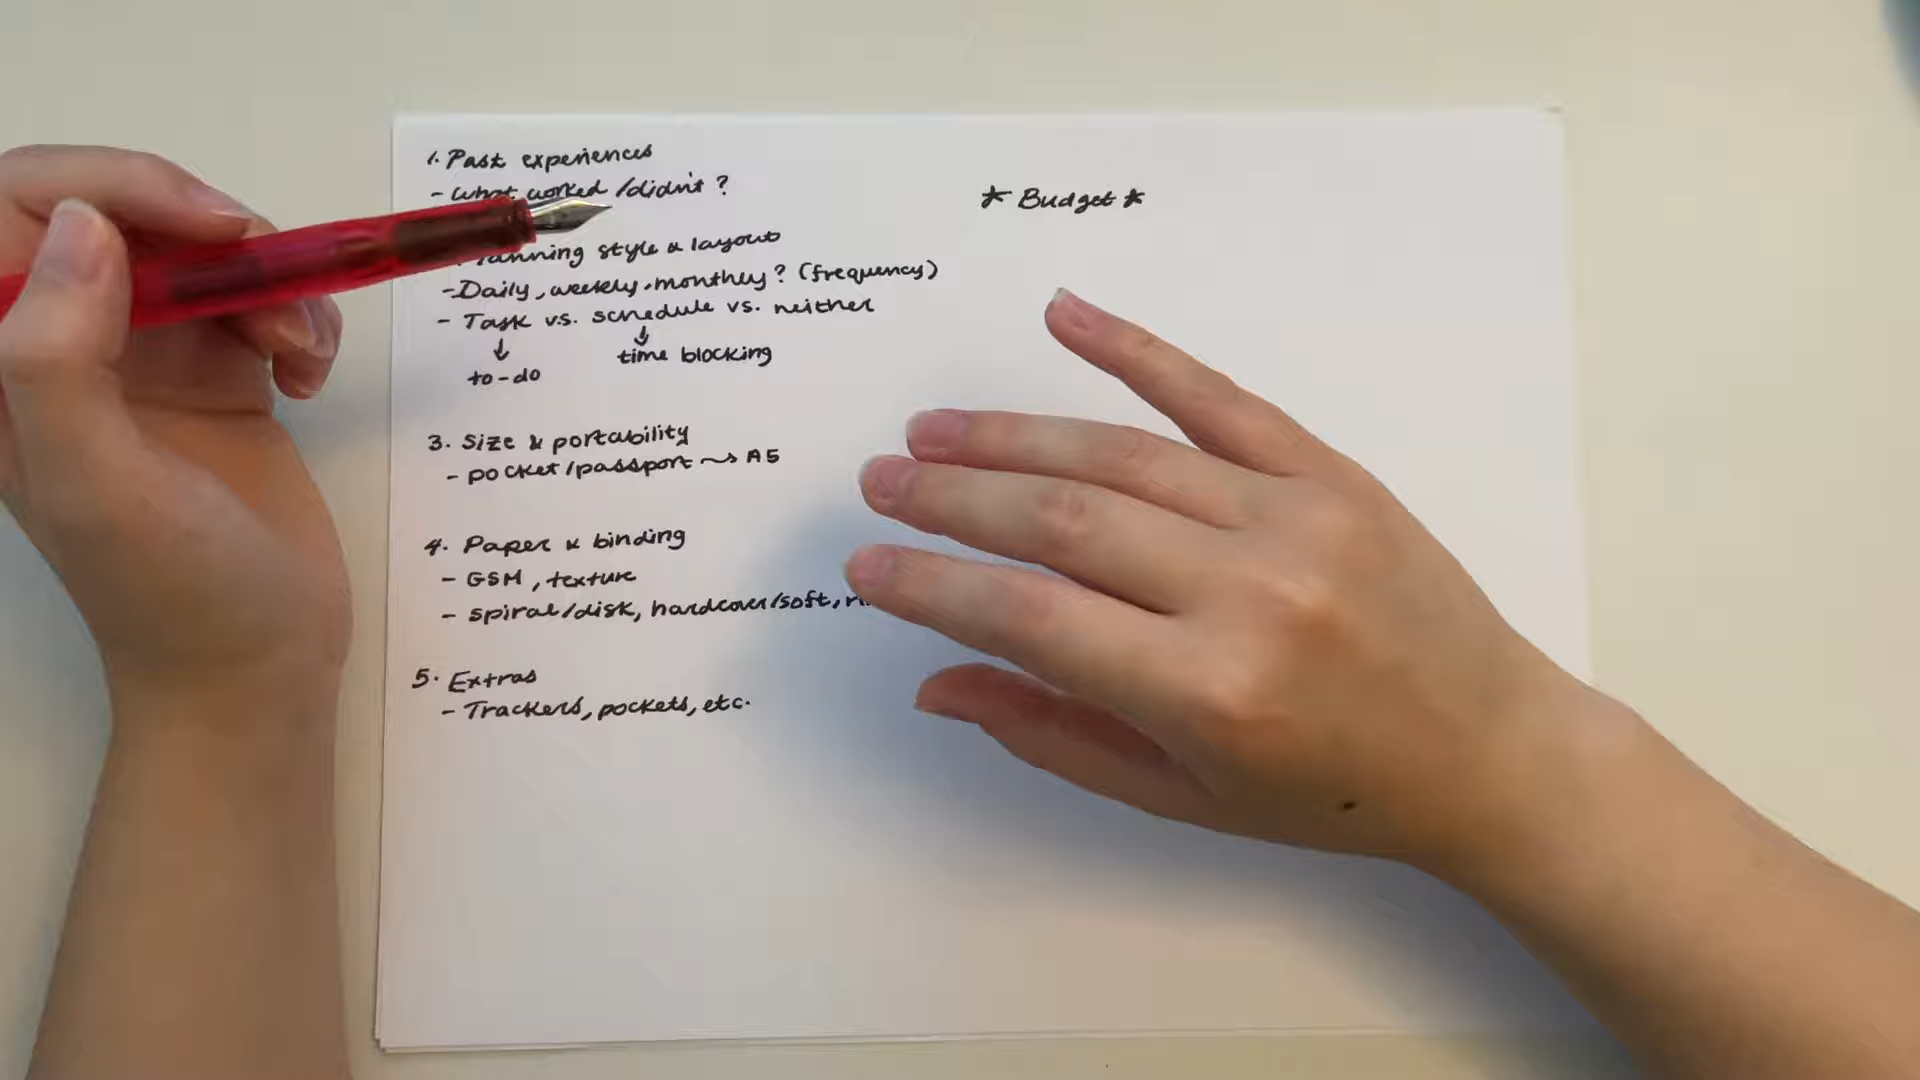 1. Past experiences
- what worked /didn't ?
Planning style & layout
- Daily, weekly, monthly? (frequency)
- Task v.s. schedule vs. neither
↓ ↓
time blocking
to-do
3. Size & portability
- pocket/passport ~> A5
4. Paper & binding
- GSM, texture
- spiral/disk, hardcover/soft,
5. Extras
- Trackers, pockets, etc.
* Budget *